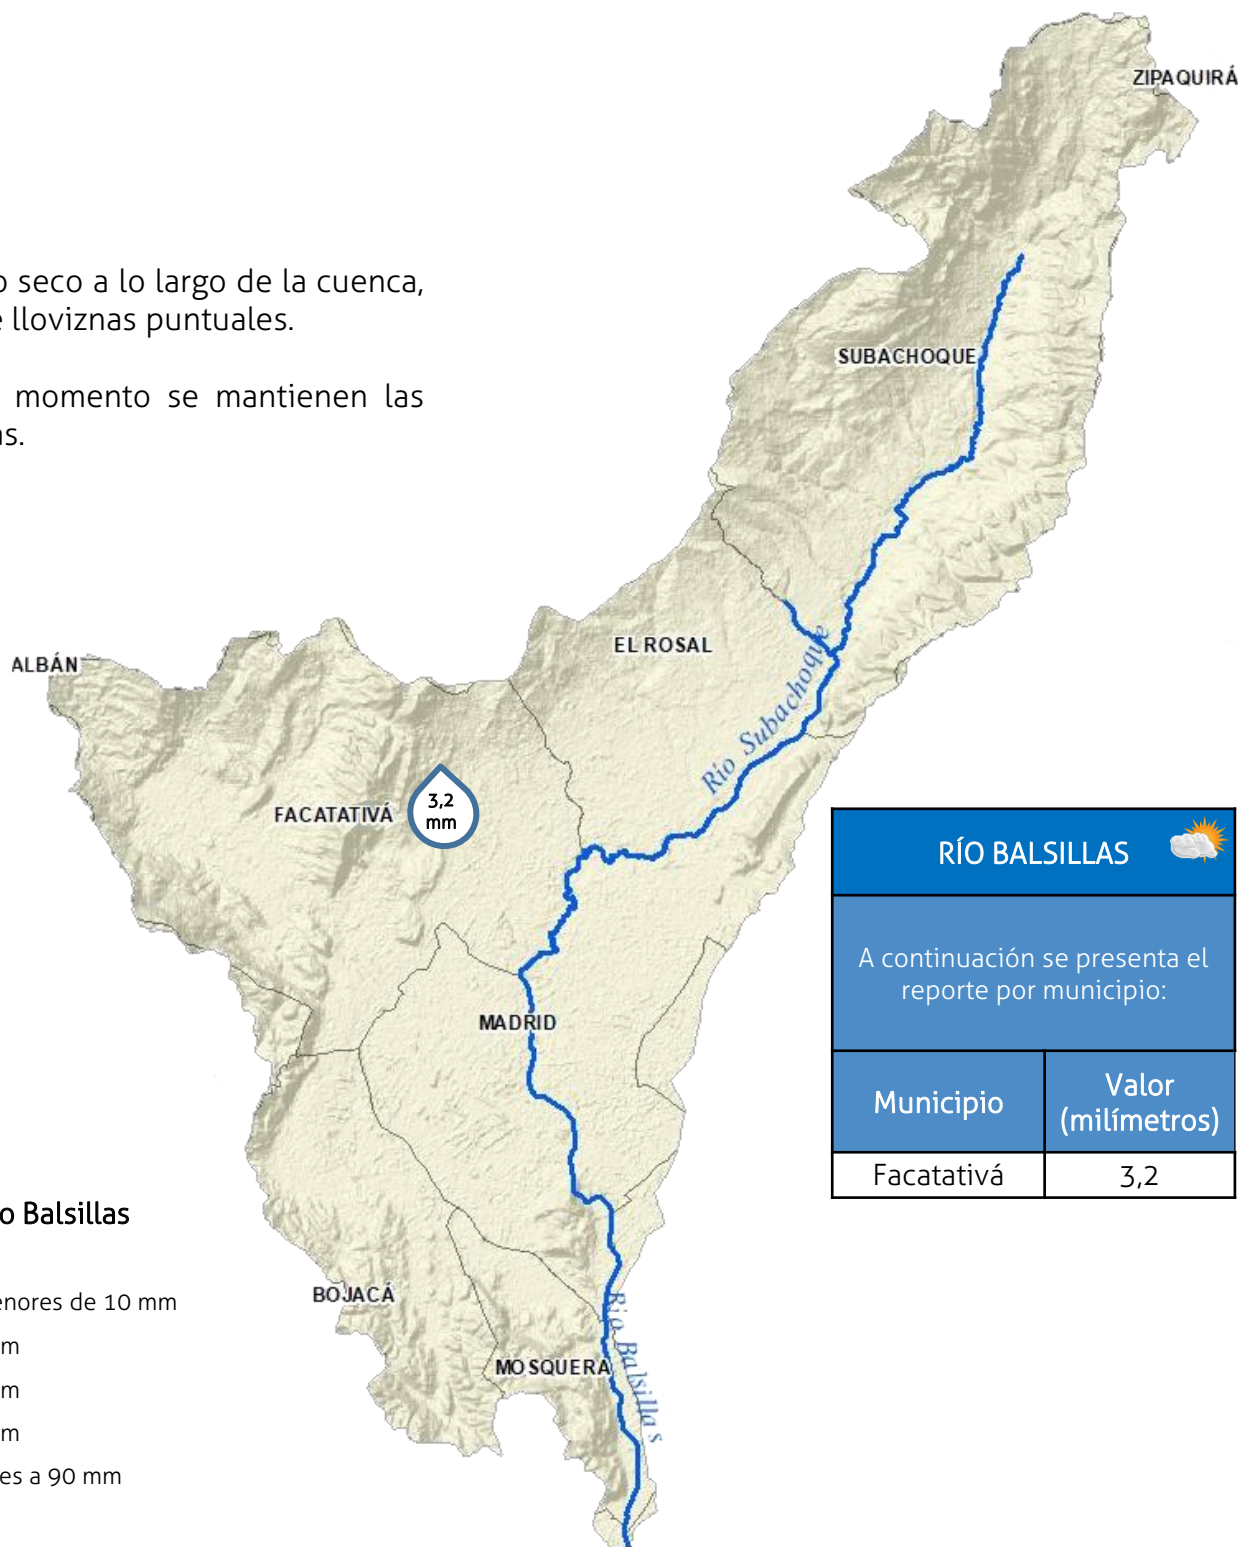 ZIPAQUIRÁ
seco a lo largo de la cuenca,
lloviznas puntuales.
momento se mantienen las
SUBACHOQUE
EL ROSAL
ALBÁN
Río Subachoque
FACATATIVÁ
3,2
mm
RÍO BALSILLAS
A continuación se presenta el
reporte por municipio:
Municipio
Valor
(milímetros)
Facatativá
3,2
MADRID
Balsillas
de 10 mm
BOJACÁ
MOSQUERA
Río Balsillas
a 90 mm